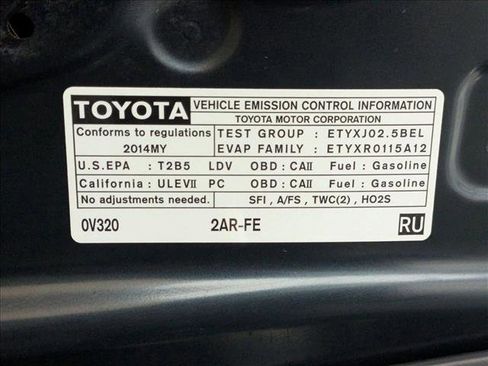 TOYOTA VEHICLE EMISSION CONTROL INFORMATION
TOYOTA MOTOR CORPORATION
Conforms to regulations TEST GROUP : ETYXJ02.5BEL
2014MY EVAP FAMILY : ETYXR0115A12
U.S.EPA : T2B5 LDV OBD : CAII Fuel : Gasoline
California : ULEVII PC OBD : CAII Fuel : Gasoline
No adjustments needed. SFI , A/FS , TWC(2) , HO2S
0V320 2AR-FE RU